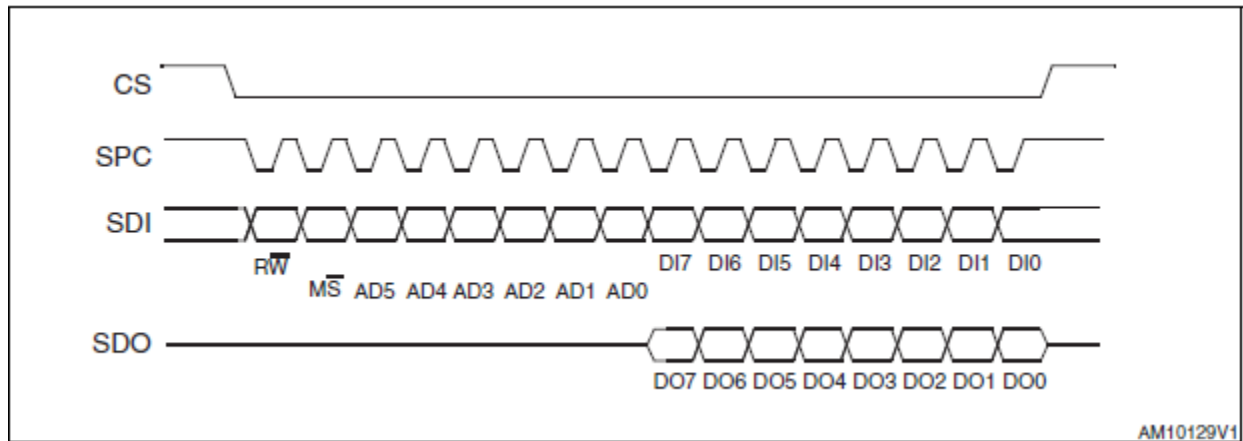 CS
SPC
SDI
RW̅ DI7 DI6 DI5 DI4 DI3 DI2 DI1 DI0
MS̅ AD5 AD4 AD3 AD2 AD1 AD0
SDO
DO7 DO6 DO5 DO4 DO3 DO2 DO1 DO0
AM10129V1